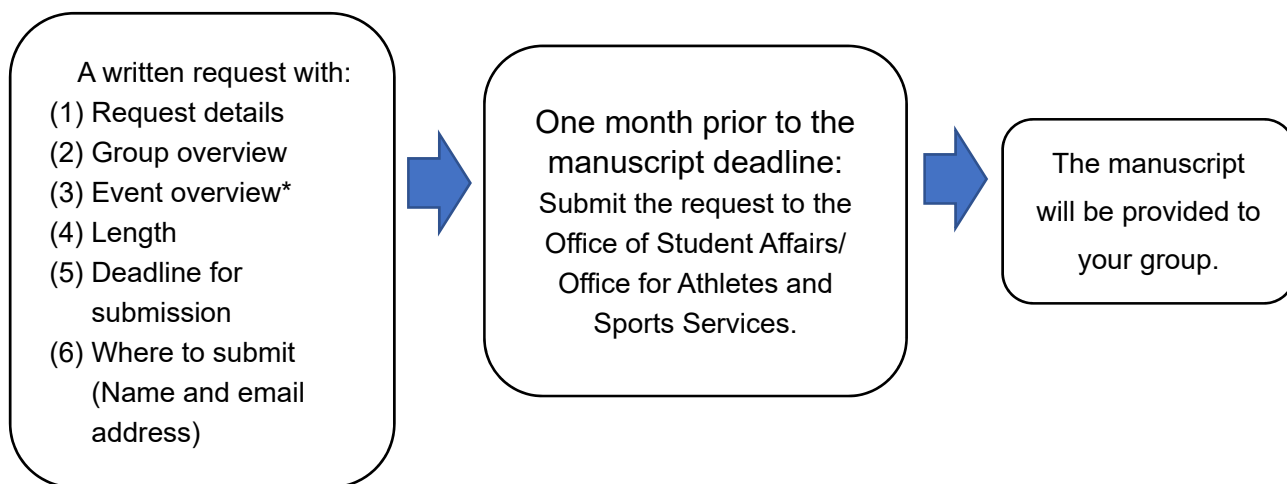 A written request with:
(1) Request details
(2) Group overview
(3) Event overview*
(4) Length
(5) Deadline for
submission
(6) Where to submit
(Name and email
address)
One month prior to the
manuscript deadline:
Submit the request to the
Office of Student Affairs/
Office for Athletes and
Sports Services.
The manuscript
will be provided to
your group.